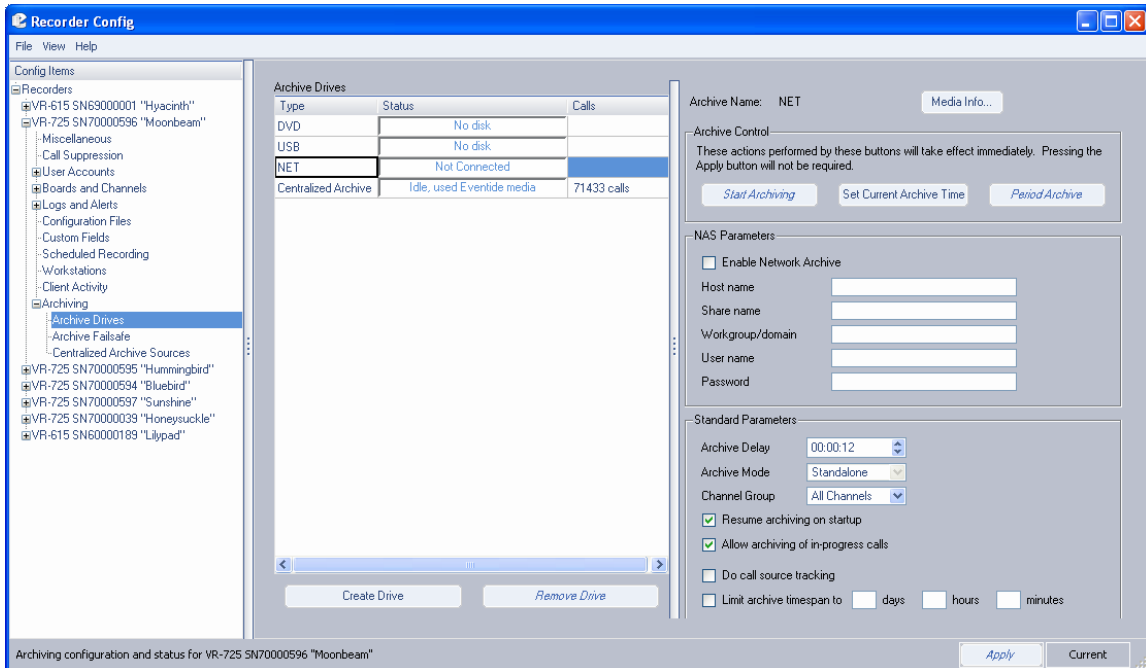 Recorder Config
File View Help
Config Items
Recorders
VR-615 SN69000001 "Hyacinth"
VR-725 SN70000596 "Moonbeam"
Miscellaneous
Call Suppression
User Accounts
Boards and Channels
Logs and Alerts
Configuration Files
Custom Fields
Scheduled Recording
Workstations
Client Activity
Archiving
Archive Drives
Archive Failsafe
Centralized Archive Sources
VR-725 SN70000595 "Hummingbird"
VR-725 SN70000594 "Bluebird"
VR-725 SN70000597 "Sunshine"
VR-725 SN70000039 "Honeysuckle"
VR-615 SN60000189 "Lilypad"
Archive Drives
Type Status Calls
DVD No disk
USB No disk
NET Not Connected
Centralized Archive Idle, used Eventide media 71433 calls
Create Drive Remove Drive
Archive Name: NET Media Info...
Archive Control
These actions performed by these buttons will take effect immediately. Pressing the
Apply button will not be required.
Start Archiving Set Current Archive Time Period Archive
NAS Parameters
Enable Network Archive
Host name
Share name
Workgroup/domain
User name
Password
Standard Parameters
Archive Delay 00:00:12
Archive Mode Standalone
Channel Group All Channels
Resume archiving on startup
Allow archiving of in-progress calls
Do call source tracking
Limit archive timespan to days hours minutes
Archiving configuration and status for VR-725 SN70000596 "Moonbeam" Apply Current